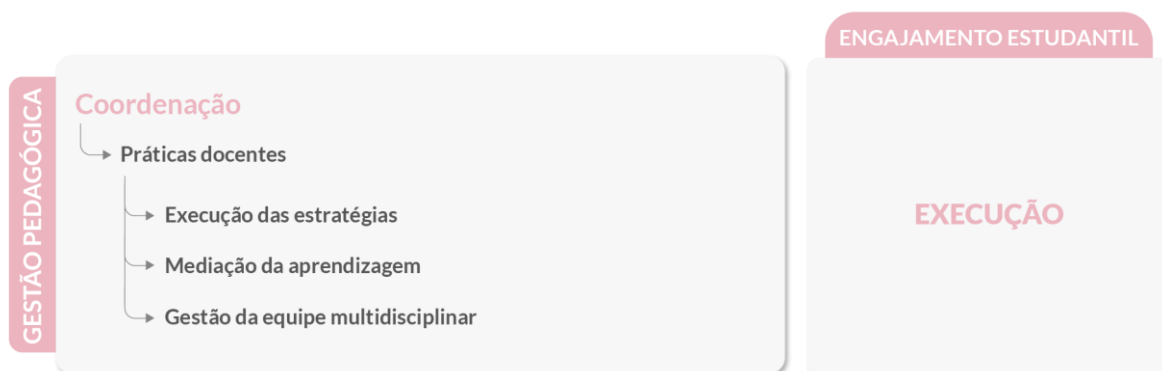 ENGAJAMENTO ESTUDANTIL
GESTÃO PEDAGÓGICA
Coordenação
Práticas docentes
Execução das estratégias
Mediação da aprendizagem
Gestão da equipe multidisciplinar
EXECUÇÃO